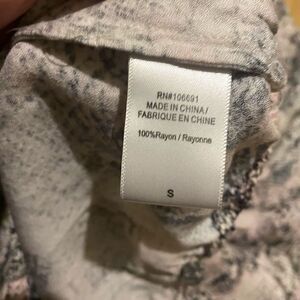 RN#106691
MADE IN CHINA/
FABRIQUE EN CHINE
100%Rayon / Rayonne
S